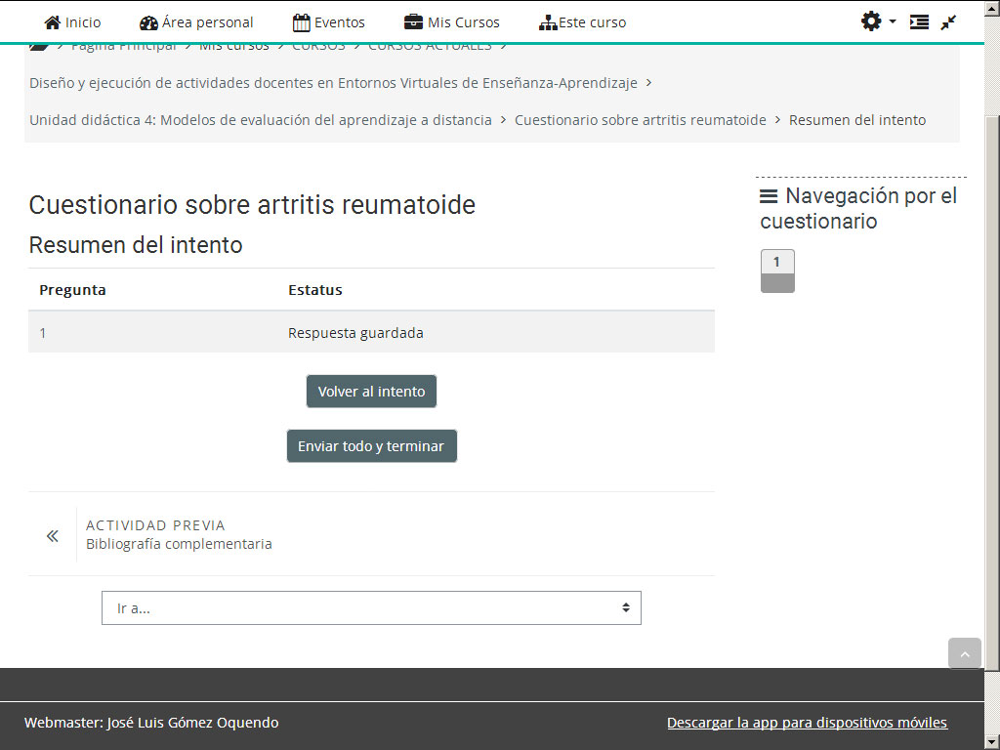 Inicio Área personal Eventos Mis Cursos Este curso
Página Principal > Mis cursos > CURSOS > CURSOS ACTUALES >
Diseño y ejecución de actividades docentes en Entornos Virtuales de Enseñanza-Aprendizaje >
Unidad didáctica 4: Modelos de evaluación del aprendizaje a distancia > Cuestionario sobre artritis reumatoide > Resumen del intento
Cuestionario sobre artritis reumatoide
Resumen del intento
Pregunta Estatus
1 Respuesta guardada
Volver al intento
Enviar todo y terminar
ACTIVIDAD PREVIA
Bibliografía complementaria
Ir a...
Navegación por el
cuestionario
1
Webmaster: José Luis Gómez Oquendo
Descargar la app para dispositivos móviles